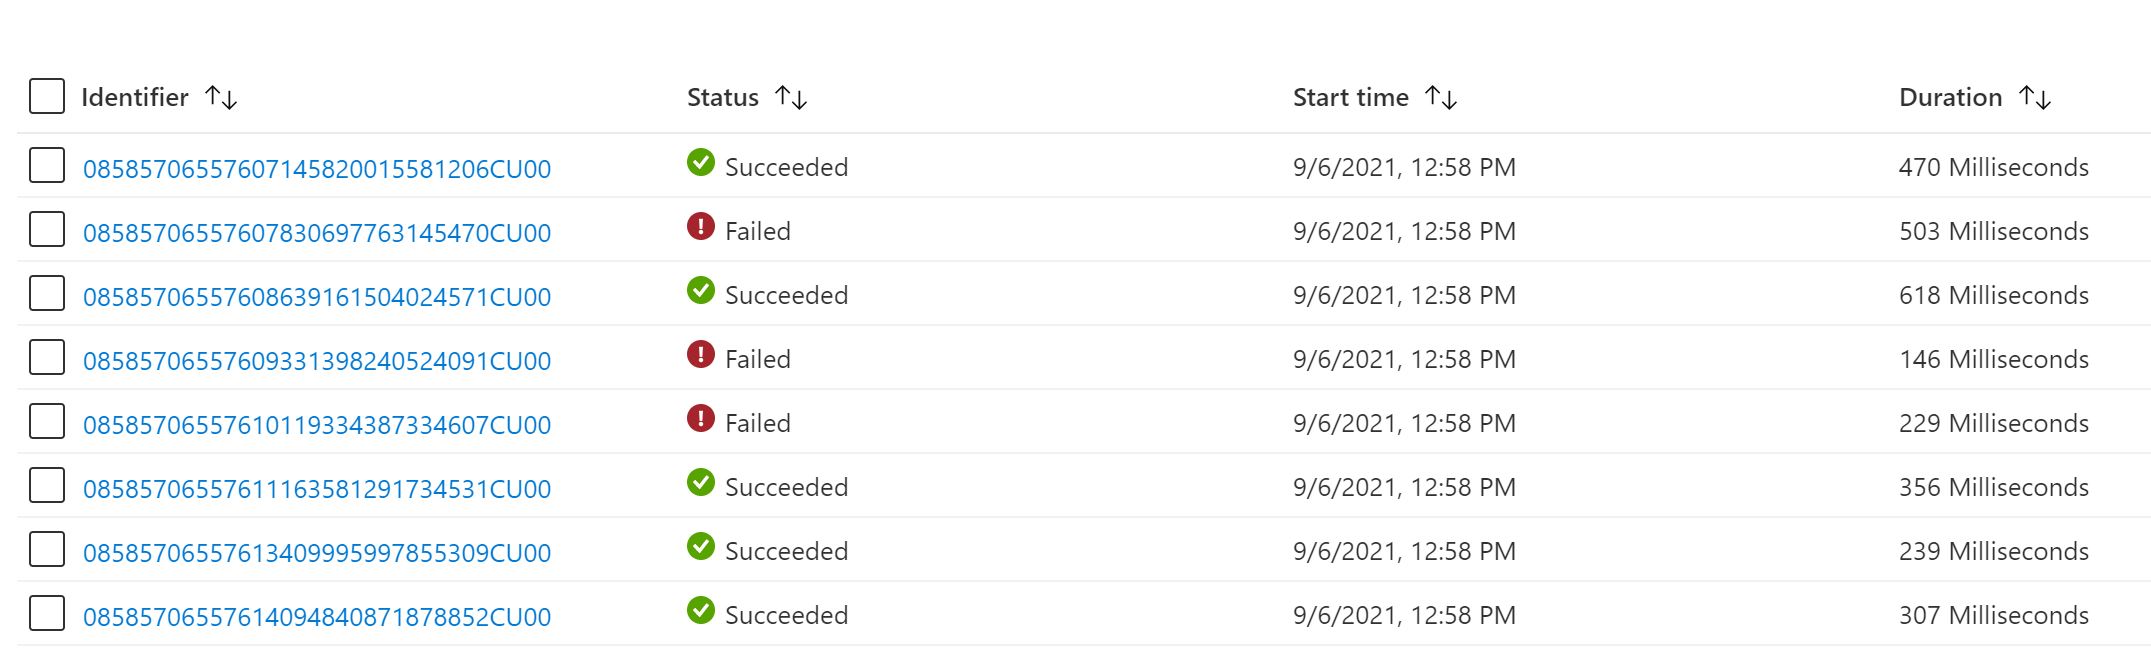 Identifier Status Start time Duration
08585706557607145820015581206CU00 Succeeded 9/6/2021, 12:58 PM 470 Milliseconds
08585706557607830697763145470CU00 Failed 9/6/2021, 12:58 PM 503 Milliseconds
08585706557608639161504024571CU00 Succeeded 9/6/2021, 12:58 PM 618 Milliseconds
08585706557609331398240524091CU00 Failed 9/6/2021, 12:58 PM 146 Milliseconds
08585706557610119334387334607CU00 Failed 9/6/2021, 12:58 PM 229 Milliseconds
08585706557611163581291734531CU00 Succeeded 9/6/2021, 12:58 PM 356 Milliseconds
08585706557613409995997855309CU00 Succeeded 9/6/2021, 12:58 PM 239 Milliseconds
08585706557614094840871878852CU00 Succeeded 9/6/2021, 12:58 PM 307 Milliseconds